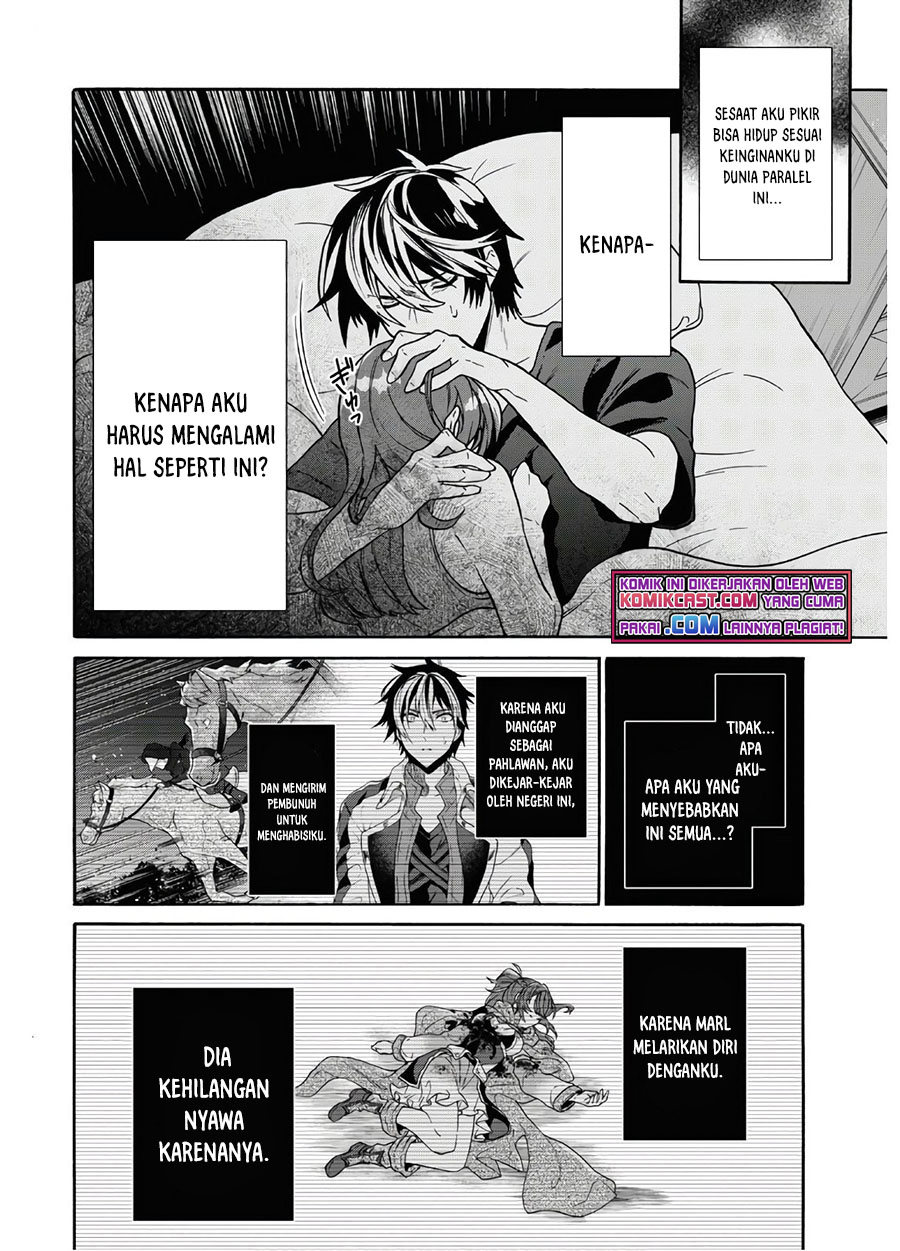 SESAAT AKU PIKIR
BISA HIDUP SESUAI
KEINGINANKU DI
DUNIA PARALEL
INI...
KENAPA-
KENAPA AKU
HARUS MENGALAMI
HAL SEPERTI INI?
ギュッ
KOMIK INI DIKERJAKAN OLEH WEB
KOMIKCAST.COM YANG CUMA
PAKAI .COM LAINNYA PLAGIAT!
TIDAK...
APA
AKU-
APA AKU YANG
MENYEBABKAN
INI SEMUA...?
KARENA AKU
DIANGGAP
SEBAGAI
PAHLAWAN, AKU
DIKEJAR-KEJAR
OLEH NEGERI INI,
DAN MENGIRIM
PEMBUNUH
UNTUK
MENGHABISIKU.
KARENA MARL
MELARIKAN DIRI
DENGANKU.
DIA
KEHILANGAN
NYAWA
KARENANYA.